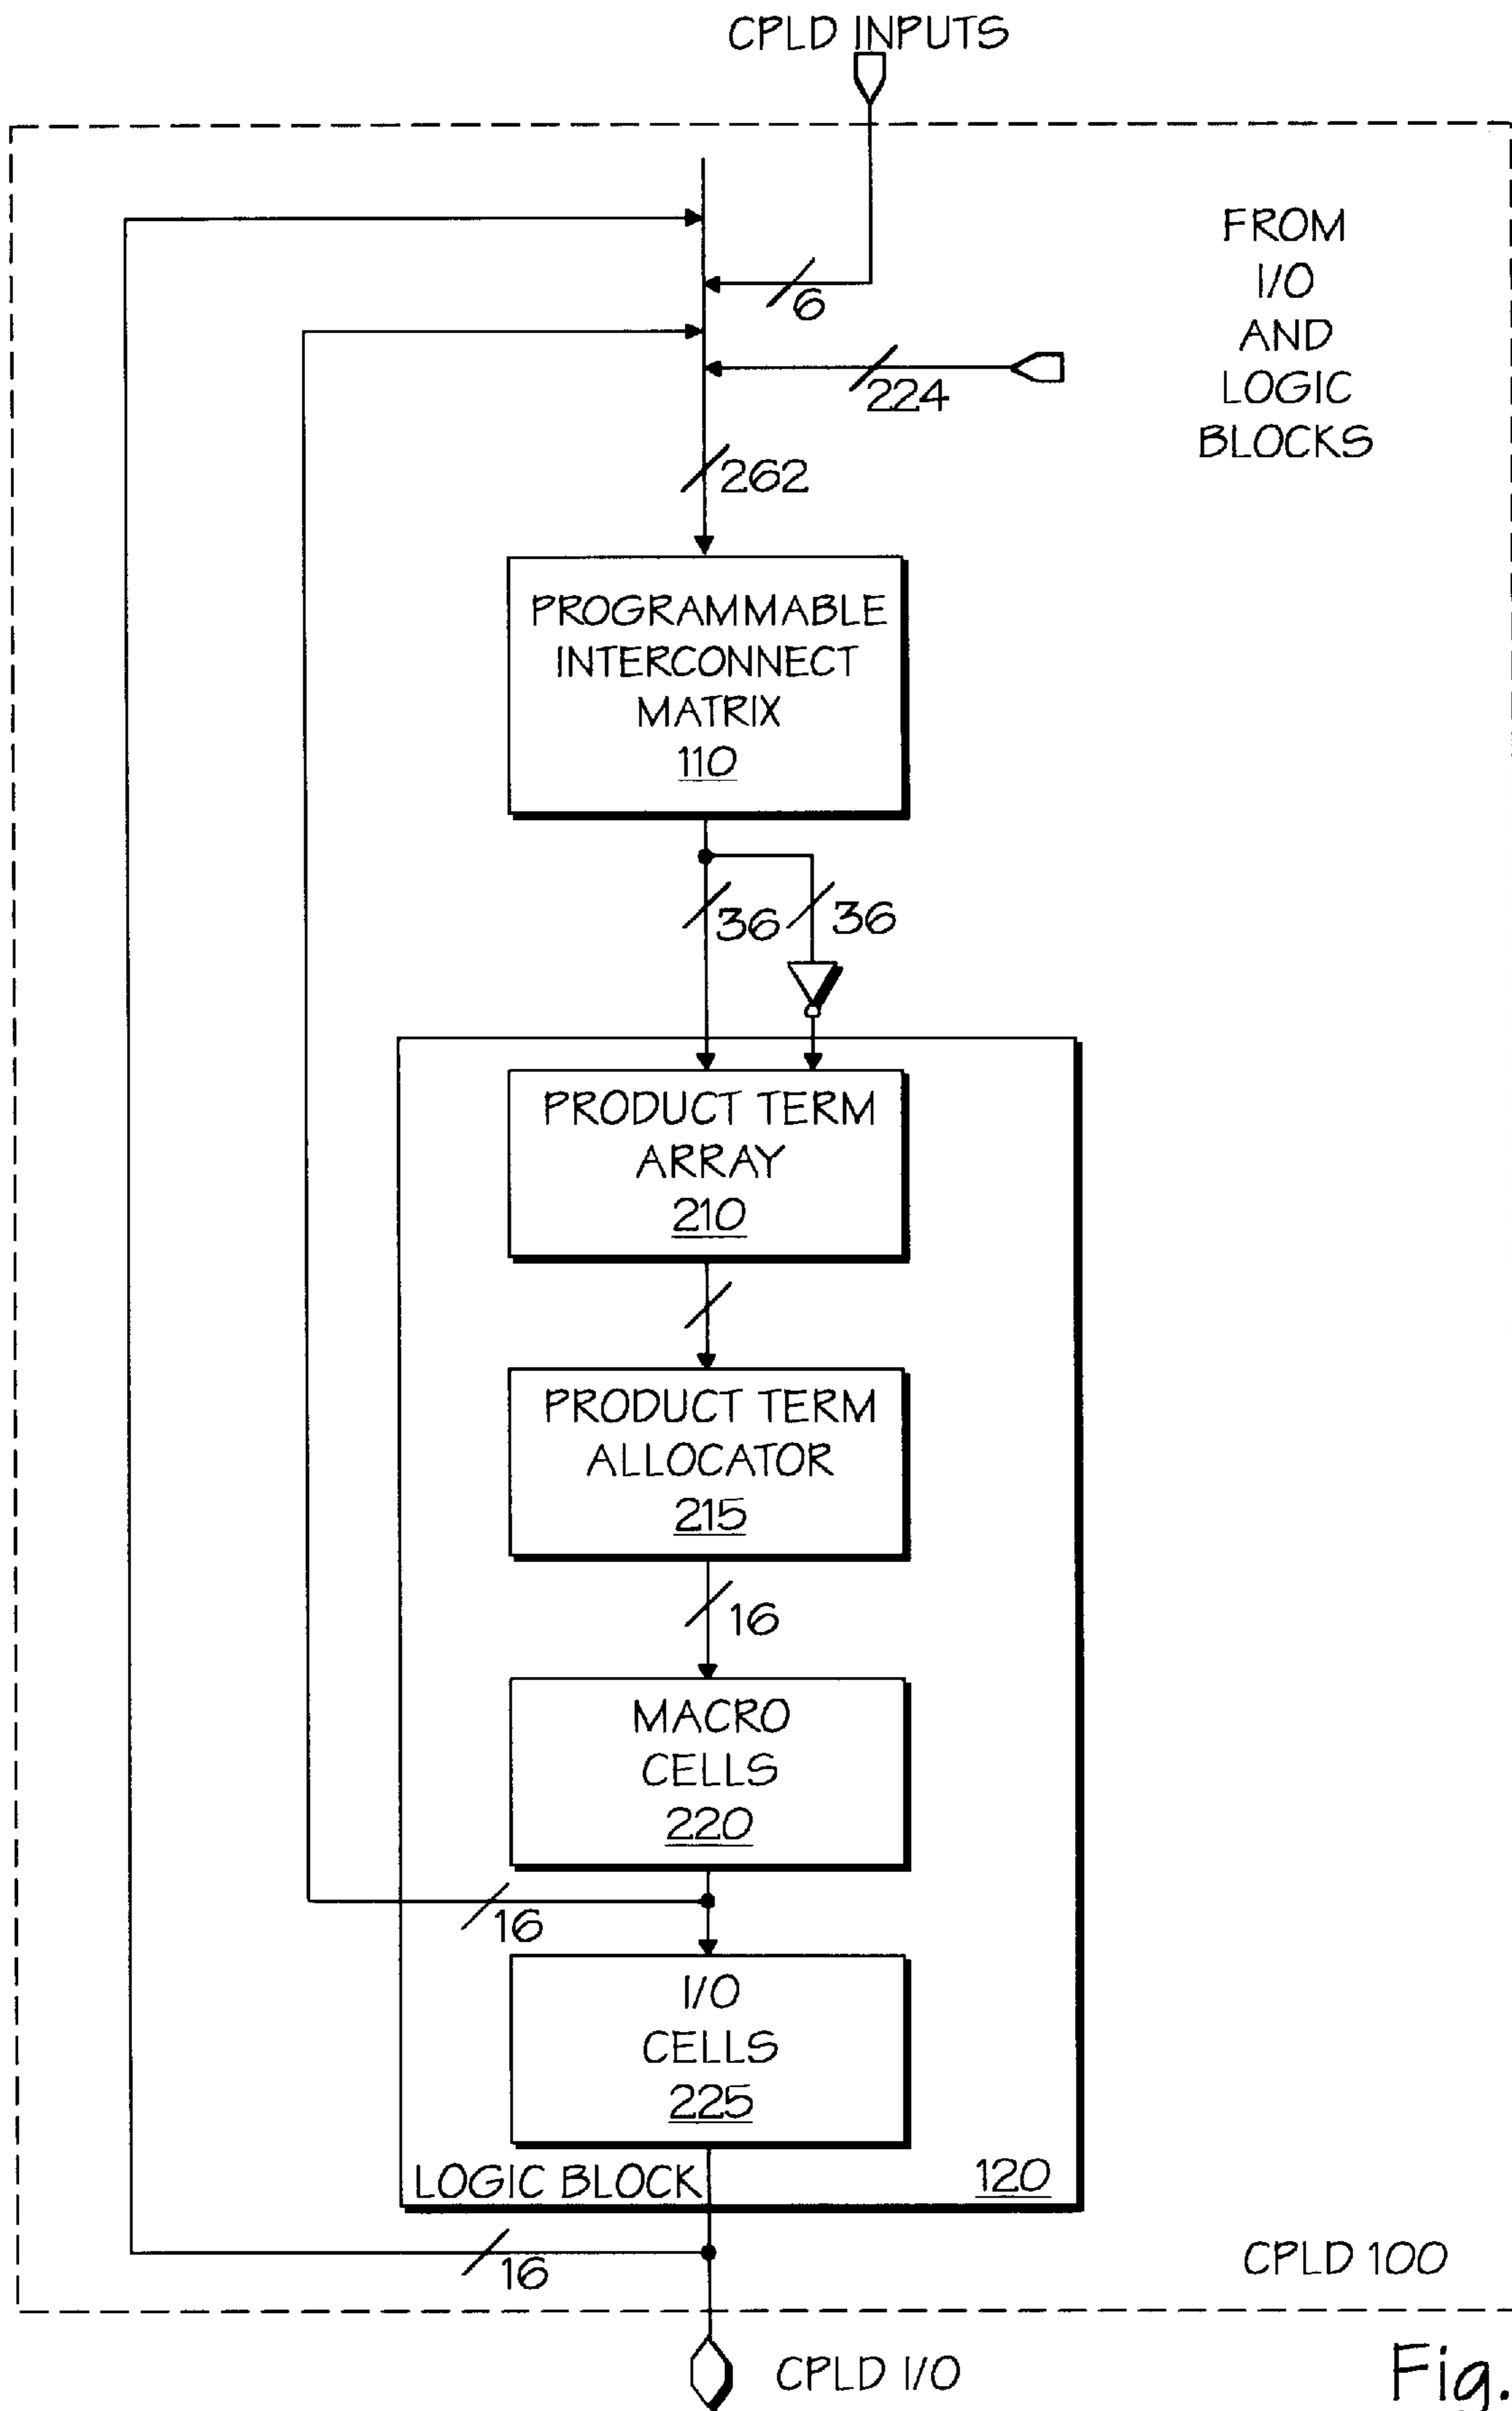 CPLD INPUTS
FROM
I/O
AND
LOGIC
BLOCKS
6
224
262
PROGRAMMABLE
INTERCONNECT
MATRIX
110
36
36
PRODUCT TERM
ARRAY
210
PRODUCT TERM
ALLOCATOR
215
16
MACRO
CELLS
220
16
I/O
CELLS
225
LOGIC BLOCK
120
16
CPLD 100
CPLD I/O
Fig.